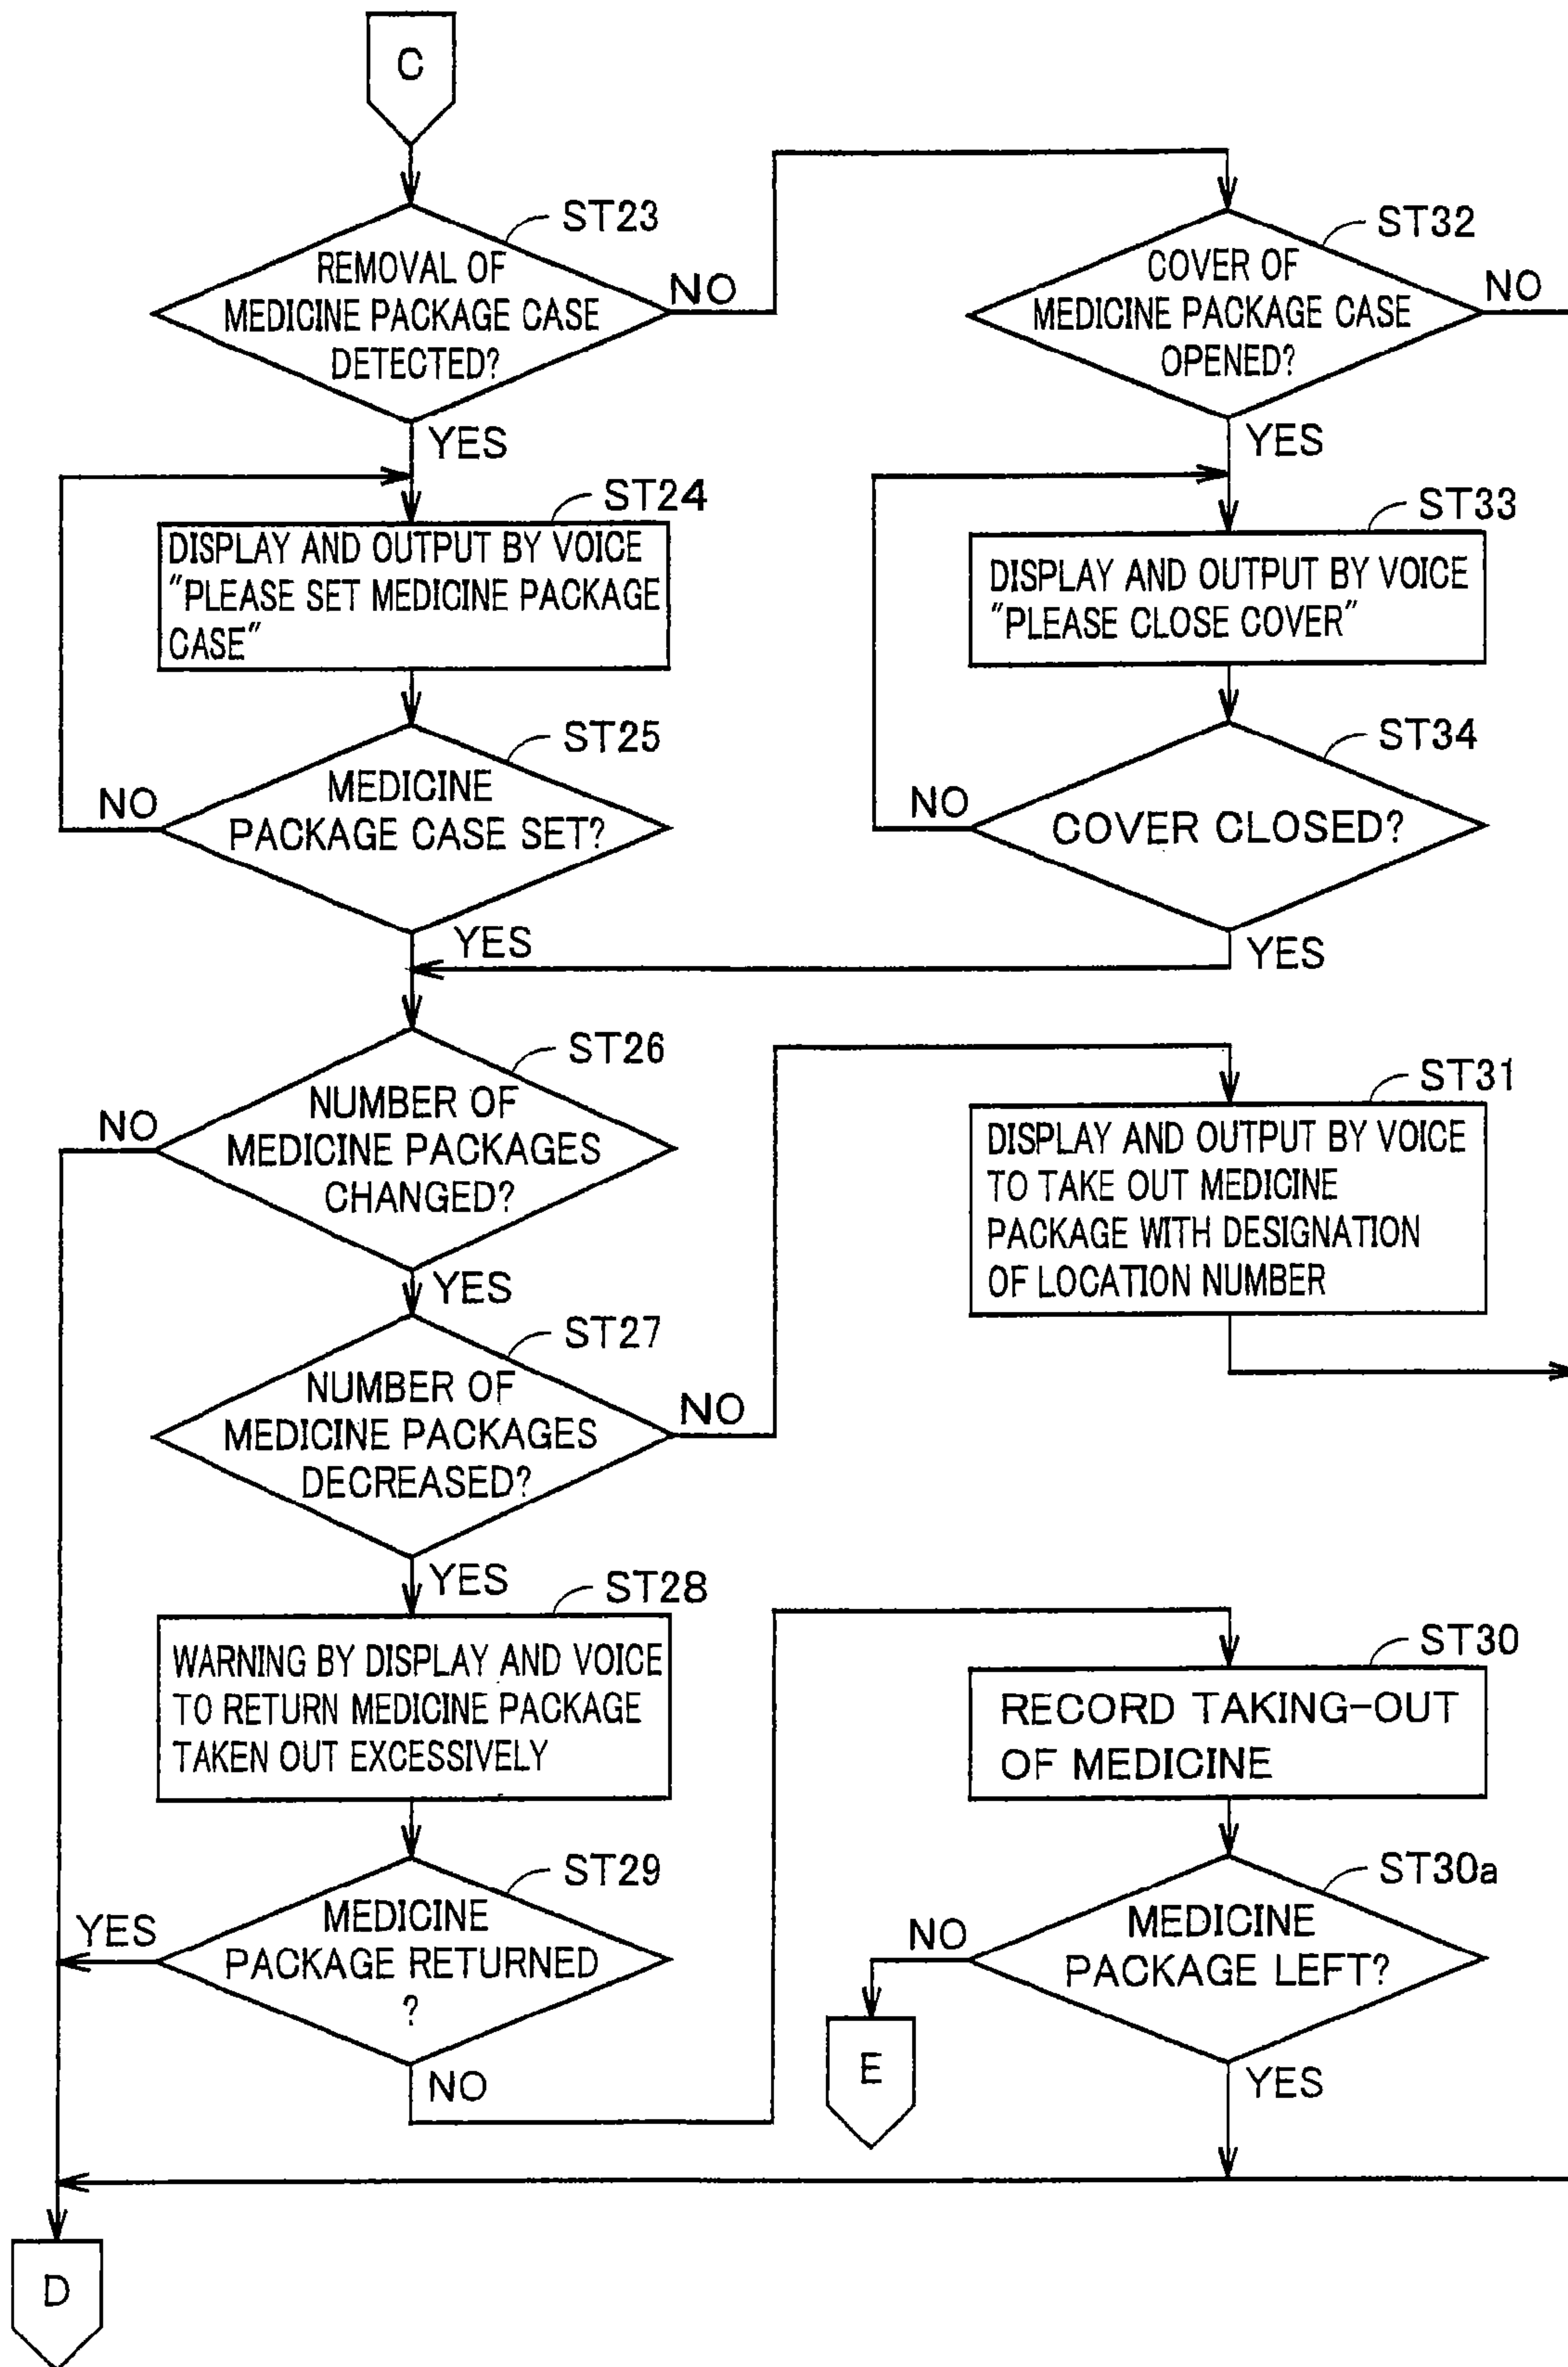 C
ST23
REMOVAL OF
MEDICINE PACKAGE CASE
DETECTED?
NO
YES
ST32
COVER OF
MEDICINE PACKAGE CASE
OPENED?
NO
YES
ST24
DISPLAY AND OUTPUT BY VOICE
"PLEASE SET MEDICINE PACKAGE
CASE"
ST33
DISPLAY AND OUTPUT BY VOICE
"PLEASE CLOSE COVER"
ST25
MEDICINE
PACKAGE CASE SET?
NO
YES
ST34
COVER CLOSED?
NO
YES
ST26
NUMBER OF
MEDICINE PACKAGES
CHANGED?
NO
YES
ST31
DISPLAY AND OUTPUT BY VOICE
TO TAKE OUT MEDICINE
PACKAGE WITH DESIGNATION
OF LOCATION NUMBER
ST27
NUMBER OF
MEDICINE PACKAGES
DECREASED?
NO
YES
ST28
WARNING BY DISPLAY AND VOICE
TO RETURN MEDICINE PACKAGE
TAKEN OUT EXCESSIVELY
ST30
RECORD TAKING-OUT
OF MEDICINE
ST29
MEDICINE
PACKAGE RETURNED
?
YES
NO
ST30a
MEDICINE
PACKAGE LEFT?
NO
YES
E
D